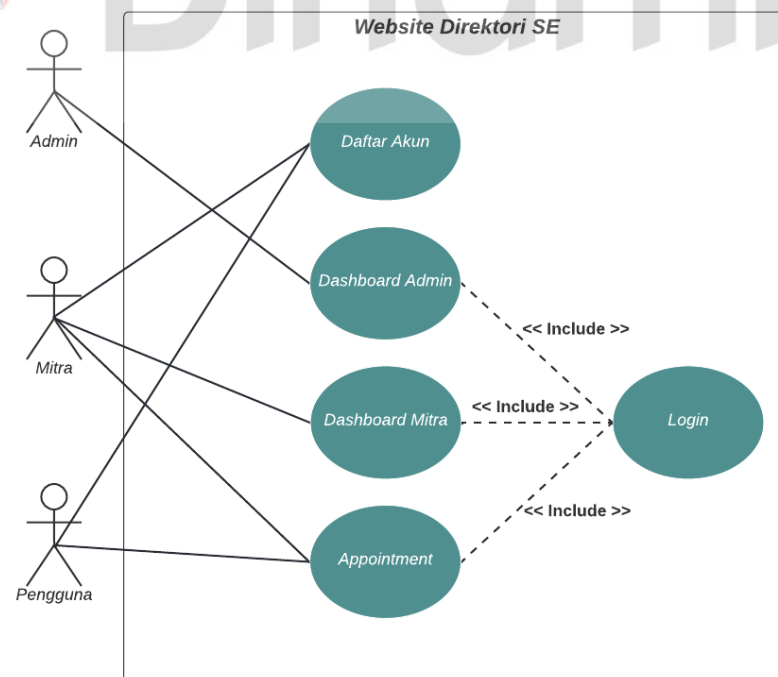 Website Direktori SE
Admin
Daftar Akun
Dashboard Admin
<< Include >>
Mitra
Dashboard Mitra
<< Include >>
Login
<< Include >>
Appointment
Pengguna